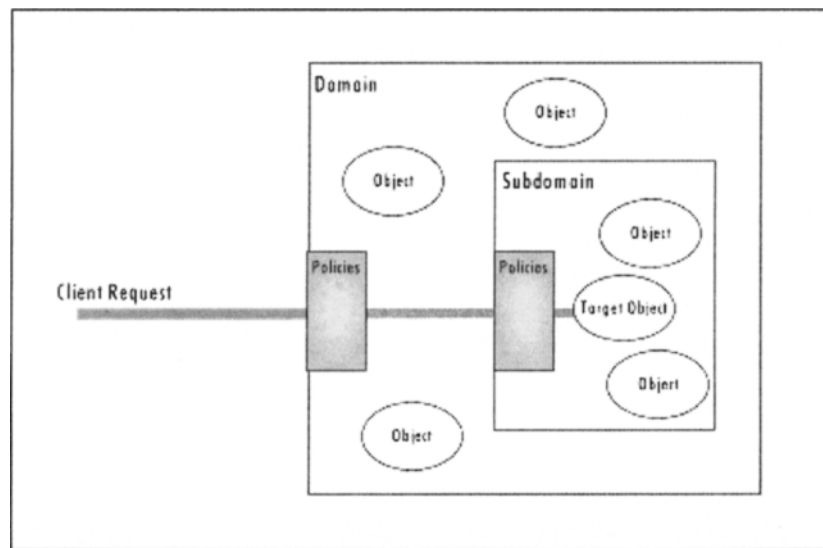 Domain
Object
Object
Subdomain
Object
Policies
Policies
Client Request
Target Object
Object
Object